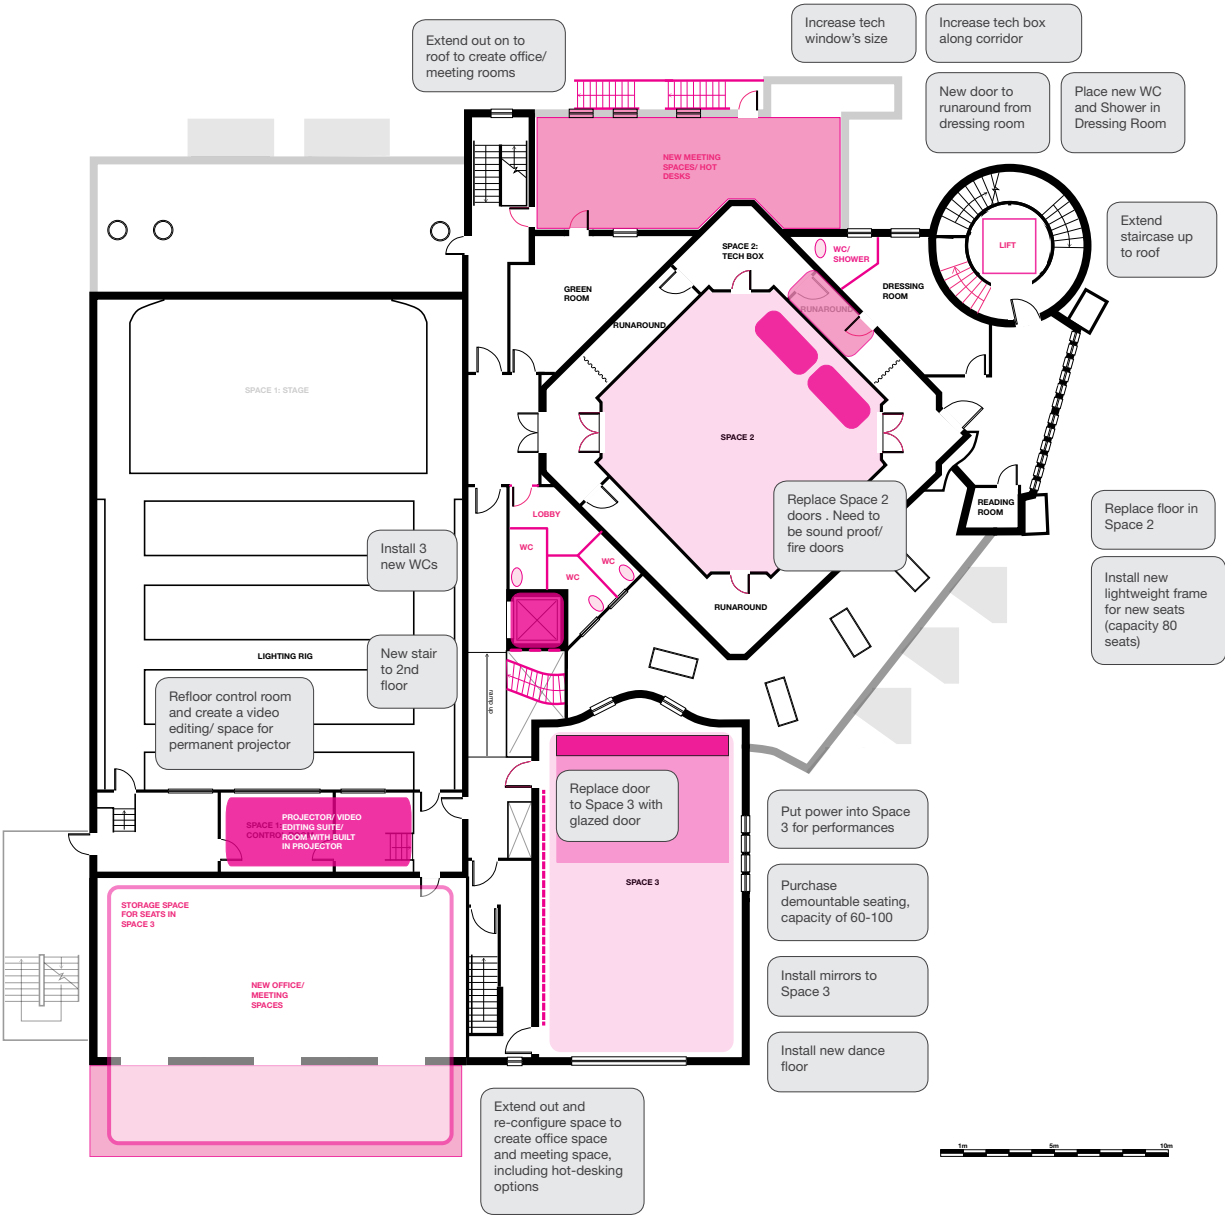 Increase tech
window's size
Increase tech box
along corridor
Extend out on to
roof to create office/
meeting rooms
New door to
runaround from
dressing room
Place new WC
and Shower in
Dressing Room
NEW MEETING
SPACES/ HOT
DESKS
Extend
staircase up
to roof
SPACE 2:
TECH BOX
WC/
SHOWER
LIFT
GREEN
ROOM
DRESSING
ROOM
RUNAROUND
RUNAROUND
SPACE 1: STAGE
SPACE 2
Replace Space 2
doors . Need to
be sound proof/
fire doors
READING
ROOM
Replace floor in
Space 2
LOBBY
WC
WC
WC
Install 3
new WCs
Install new
lightweight frame
for new seats
(capacity 80
seats)
RUNAROUND
LIGHTING RIG
New stair
to 2nd
floor
Refloor control room
and create a video
editing/ space for
permanent projector
ramp up
Replace door
to Space 3 with
glazed door
Put power into Space
3 for performances
SPACE 1:
CONTRO
PROJECTOR/ VIDEO
EDITING SUITE/
ROOM WITH BUILT
IN PROJECTOR
SPACE 3
Purchase
demountable seating,
capacity of 60-100
STORAGE SPACE
FOR SEATS IN
SPACE 3
Install mirrors to
Space 3
NEW OFFICE/
MEETING
SPACES
Install new dance
floor
Extend out and
re-configure space to
create office space
and meeting space,
including hot-desking
options
1m 5m 10m